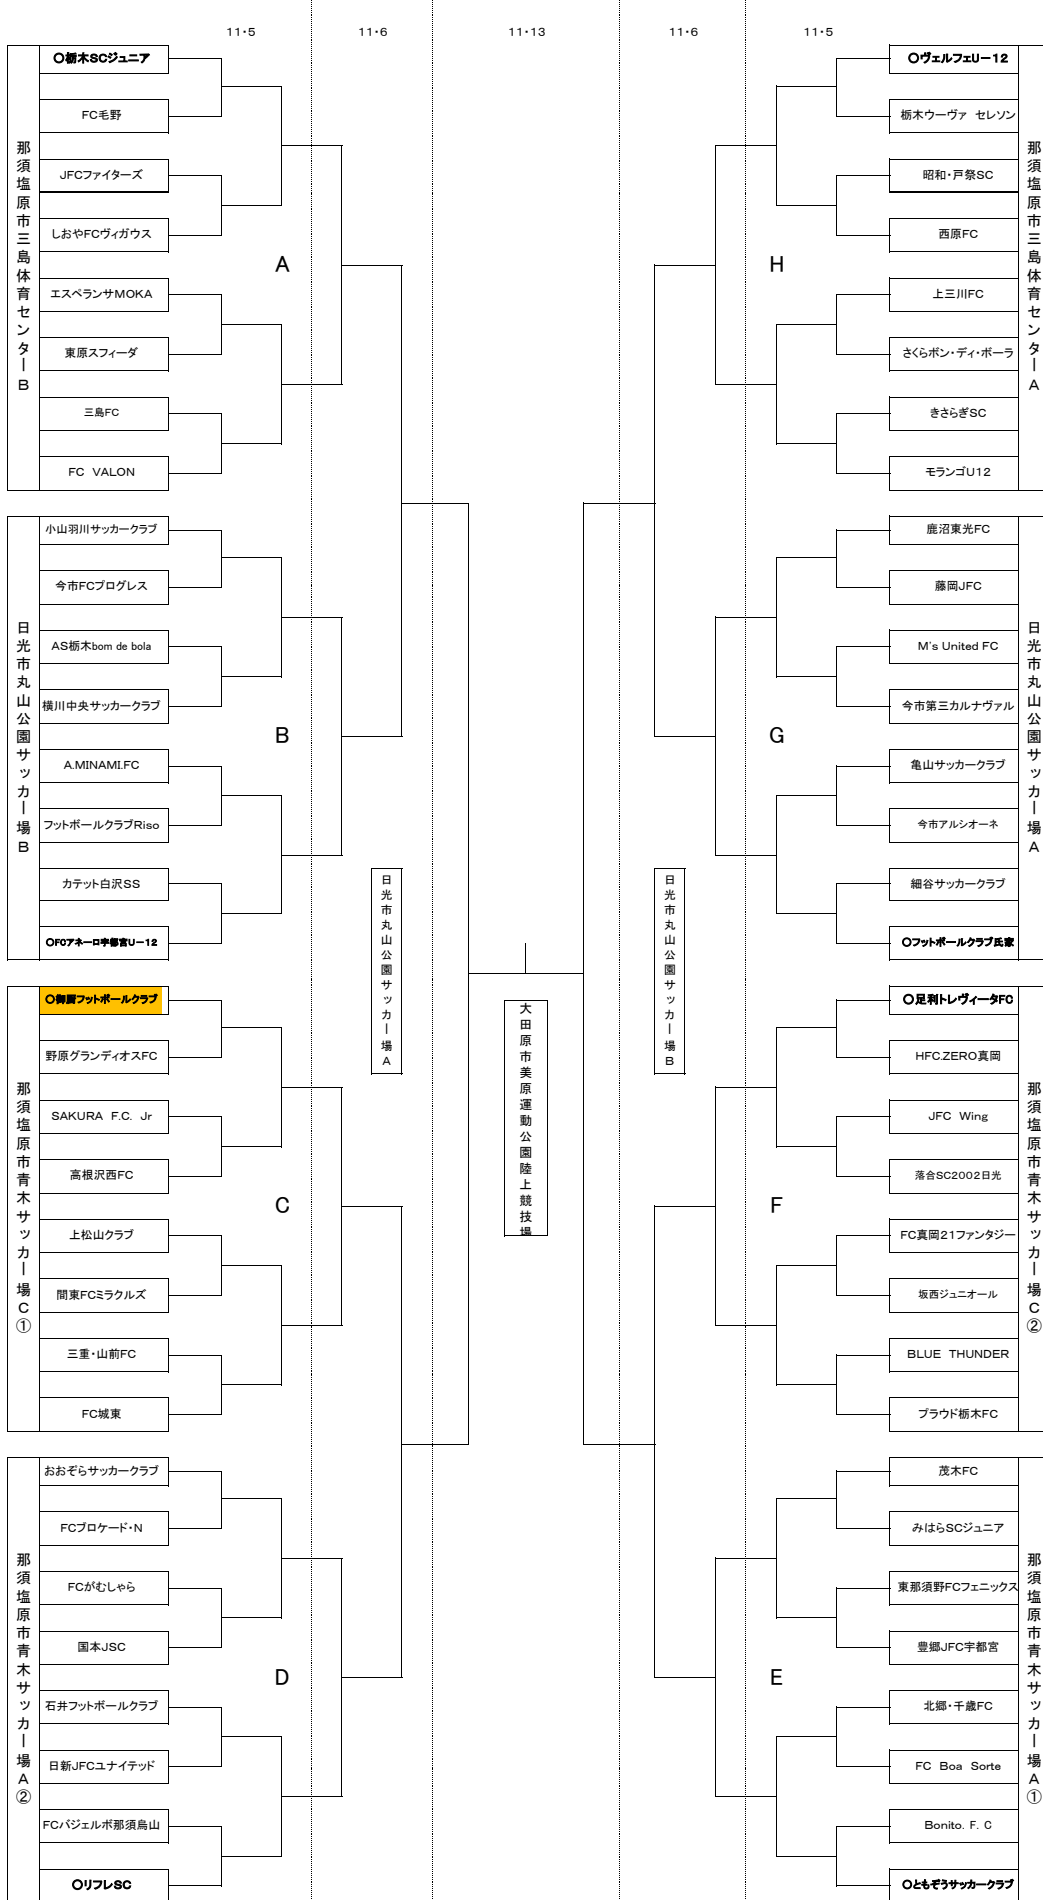 11・5
11・6
11・13
11・6
11・5
那須塩原市三島体育センターB
○栃木SCジュニア
FC毛野
JFCファイターズ
しおやFCヴィガウス
エスペランサMOKA
東原スフィーダ
三島FC
FC VALON
A
日光市丸山公園サッカー場B
小山羽川サッカークラブ
今市FCプログレス
AS栃木bom de bola
横川中央サッカークラブ
A.MINAMI.FC
フットボールクラブRiso
カテット白沢SS
○FCアネーロ宇都宮U-12
B
那須塩原市青木サッカー場C①
○御厨フットボールクラブ
野原グランディオスFC
SAKURA F.C. Jr
高根沢西FC
上松山クラブ
間東FCミラクルズ
三重・山前FC
FC城東
C
那須塩原市青木サッカー場A②
おおぞらサッカークラブ
FCブロケード・N
FCがむしゃら
国本JSC
石井フットボールクラブ
日新JFCユナイテッド
FCバジェルボ那須烏山
○リフレSC
D
日光市丸山公園サッカー場A
大田原市美原運動公園陸上競技場
日光市丸山公園サッカー場B
○ヴェルフェU-12
栃木ウーヴァ セレソン
昭和・戸祭SC
西原FC
上三川FC
さくらボン・ディ・ボーラ
きさらぎSC
モランゴU12
H
那須塩原市三島体育センターA
鹿沼東光FC
藤岡JFC
M's United FC
今市第三カルナヴァル
亀山サッカークラブ
今市アルシオーネ
細谷サッカークラブ
○フットボールクラブ氏家
G
日光市丸山公園サッカー場A
○足利トレヴィータFC
HFC.ZERO真岡
JFC Wing
落合SC2002日光
FC真岡21ファンタジー
坂西ジュニオール
BLUE THUNDER
プラウド栃木FC
F
那須塩原市青木サッカー場C②
茂木FC
みはらSCジュニア
東那須野FCフェニックス
豊郷JFC宇都宮
北郷・千歳FC
FC Boa Sorte
Bonito. F. C
○ともぞうサッカークラブ
E
那須塩原市青木サッカー場A①